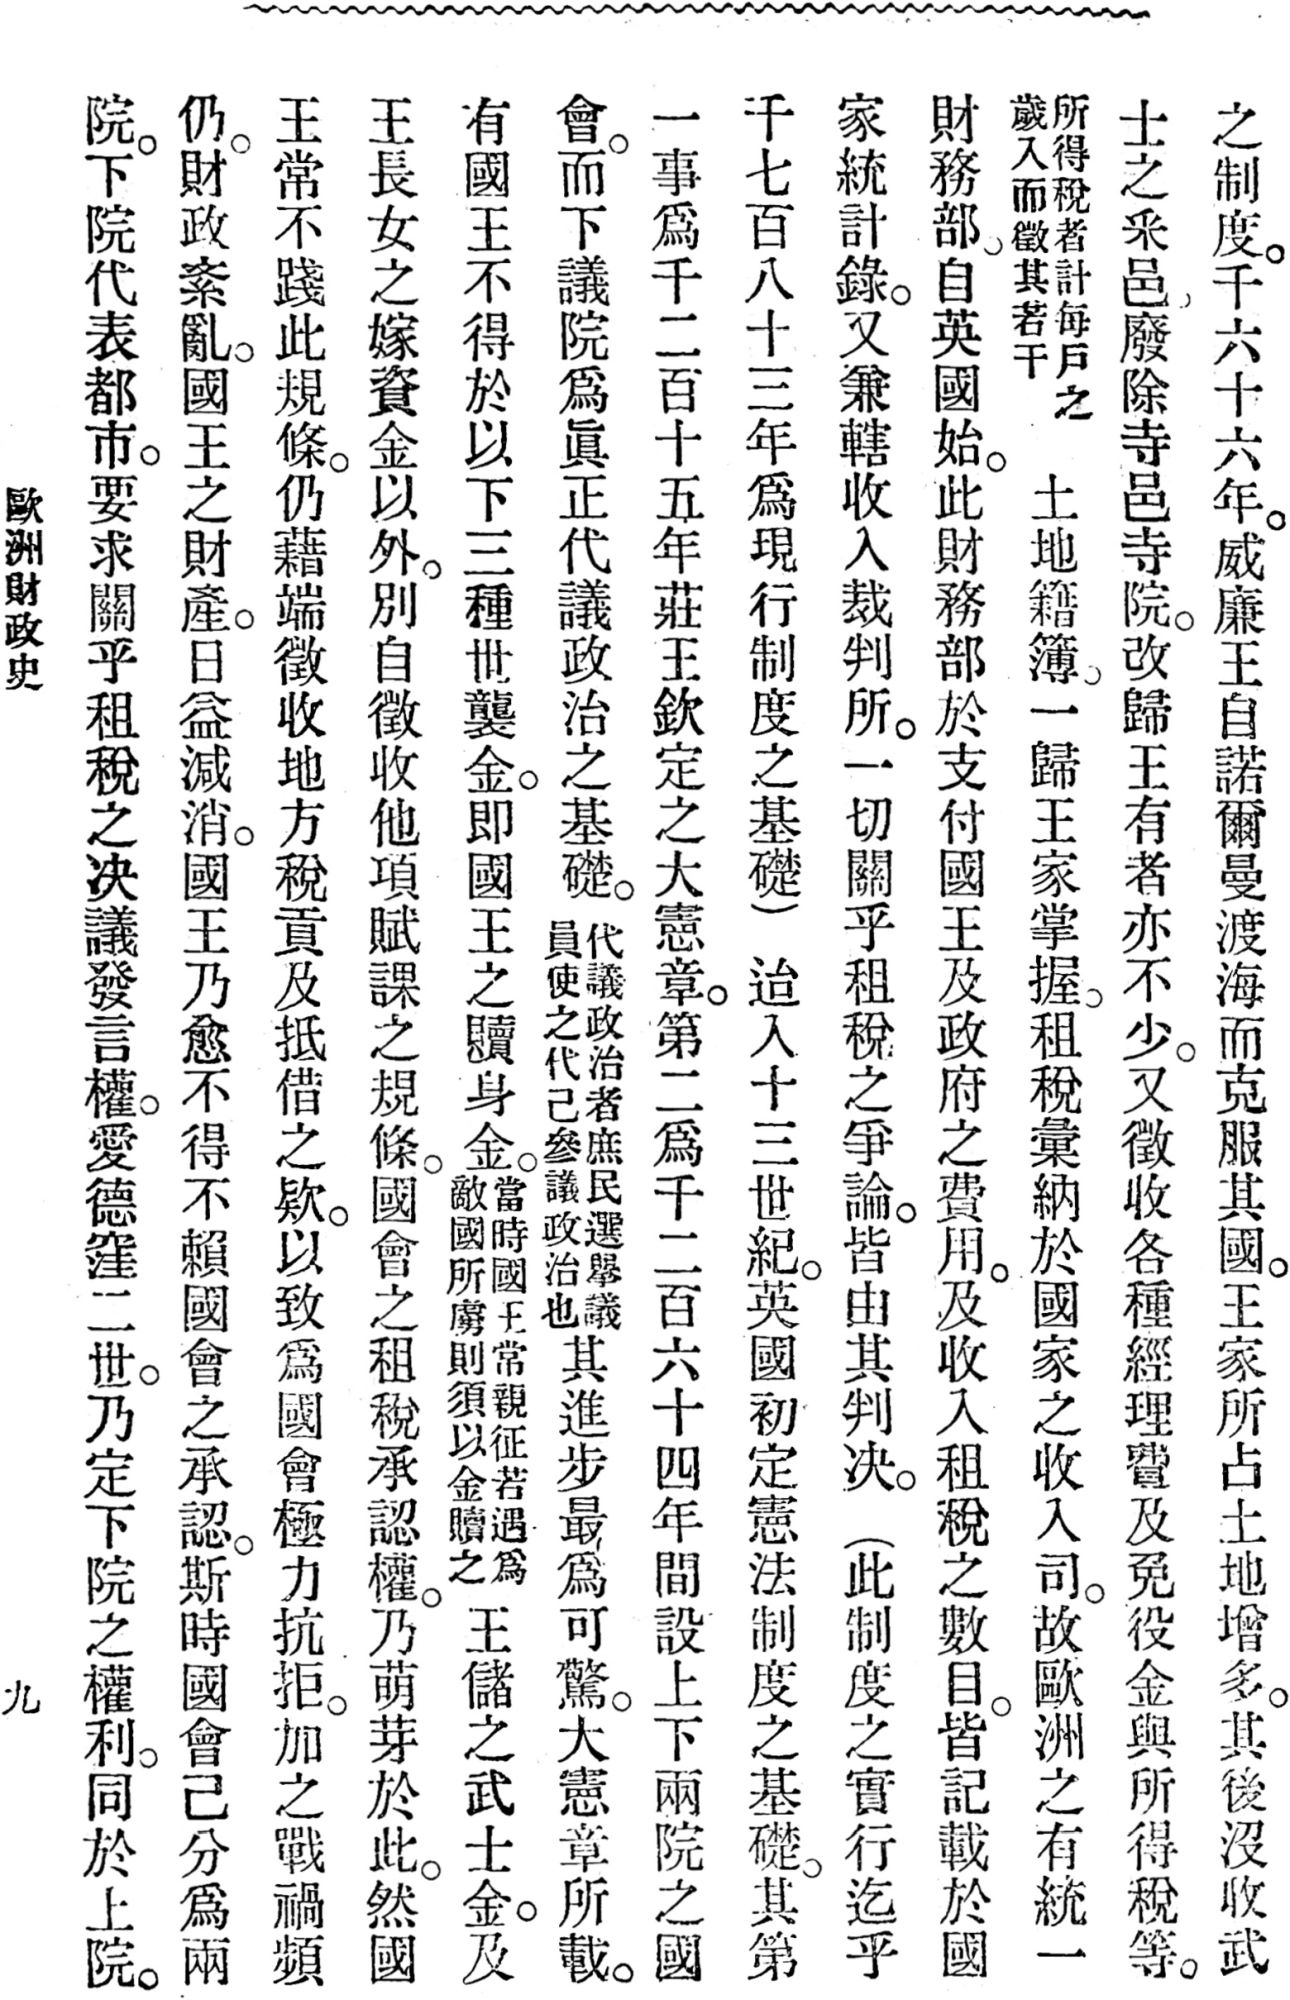 之制度。千六十六年。威廉王自諾爾曼渡海而克服其國。王家所占土地增多。其後沒收武
士之釆邑、廢除寺邑寺院。改歸王有者亦不少。又徵收各種經理費及免役金與所得稅等。
所得稅者計每戶之
歲入而徵其若干
土地籍簿、一歸王家掌握。租稅彙納於國家之收入司。故歐洲之有統一
財務部、自英國始。此財務部於支付國王及政府之費用。及收入租稅之數目。皆記載於國
家統計錄。又兼轄收入裁判所。一切關乎租稅之爭論。皆由其判决。（此制度之實行迄乎
千七百八十三年爲現行制度之基礎）　迨入十三世紀。英國初定憲法制度之基礎。其第
一事爲千二百十五年莊王欽定之大憲章。第二爲千二百六十四年間設上下兩院之國
會。而下議院爲眞正代議政治之基礎。
代議政治者庶民選舉議
員使之代己參議政治也
其進步最爲可驚。大憲章所載。
有國王不得於以下三種世襲金。即國王之贖身金。
當時國王常親征若遇爲
敵國所虜則須以金贖之
王儲之武士金。及
王長女之嫁資金以外。別自徵收他項賦課之規條。國會之租稅承認權。乃萌芽於此。然國
王常不踐此規條。仍藉端徵收地方稅貢及抵借之欵。以致爲國會極力抗拒。加之戰禍頻
仍。財政紊亂。國王之財產。日益減消。國王乃愈不得不賴國會之承認。斯時國會己分爲兩
院。下院代表都市。要求關乎租稅之决議發言權。愛德窪二世。乃定下院之權利。同於上院。
歐洲財政史
九